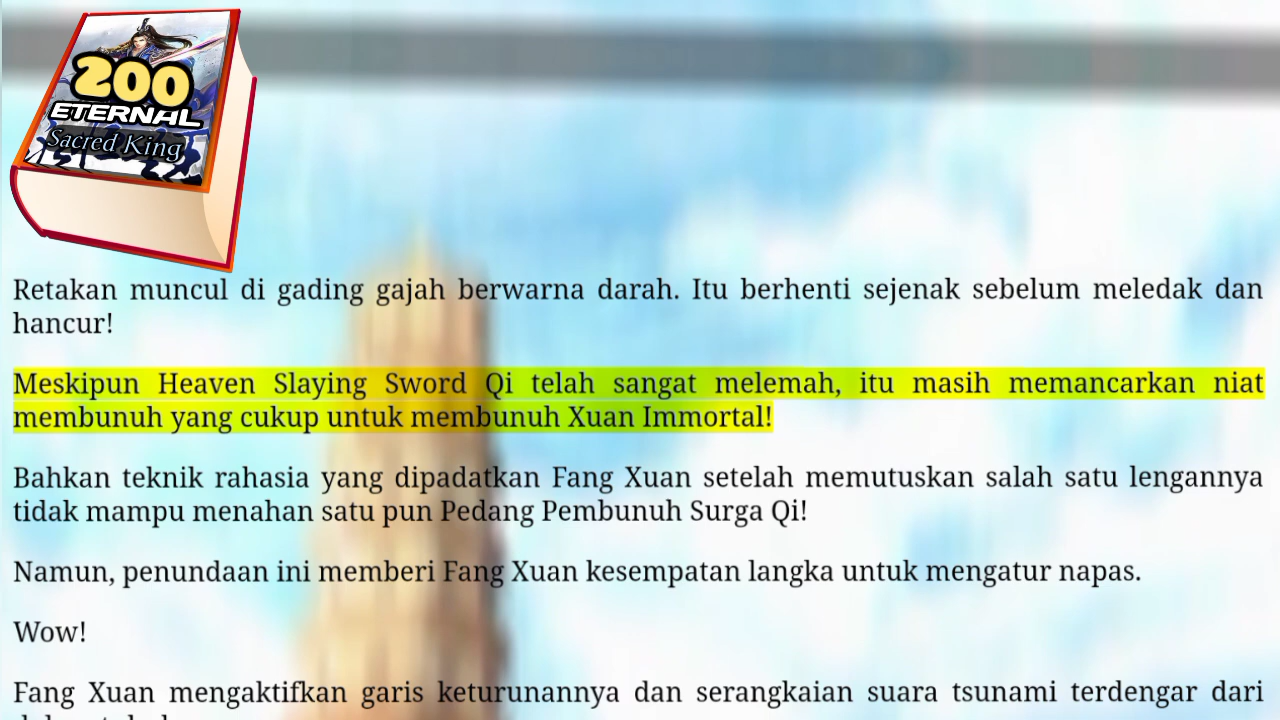 200
ETERNAL
Sacred King
Retakan muncul di gading gajah berwarna darah. Itu berhenti sejenak sebelum meledak dan
hancur!
Meskipun Heaven Slaying Sword Qi telah sangat melemah, itu masih memancarkan niat
membunuh yang cukup untuk membunuh Xuan Immortal!
Bahkan teknik rahasia yang dipadatkan Fang Xuan setelah memutuskan salah satu lengannya
tidak mampu menahan satu pun Pedang Pembunuh Surga Qi!
Namun, penundaan ini memberi Fang Xuan kesempatan langka untuk mengatur napas.
Wow!
Fang Xuan mengaktifkan garis keturunannya dan serangkaian suara tsunami terdengar dari